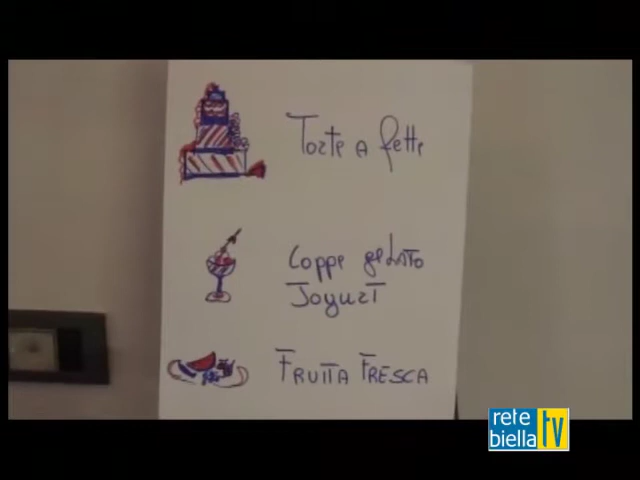 Torte a fette
Coppe gelato
Jogurt
FRUTTA FRESCA
rete
biella tv